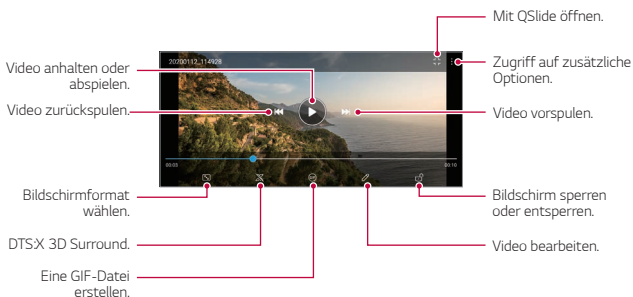 Mit QSlide öffnen.
20200112_114928
Video anhalten oder
abspielen.
Zugriff auf zusätzliche
Optionen.
Video zurückspulen.
Video vorspulen.
00:03
00:10
Bildschirmformat
wählen.
Bildschirm sperren
oder entsperren.
DTS:X 3D Surround.
Video bearbeiten.
Eine GIF-Datei
erstellen.